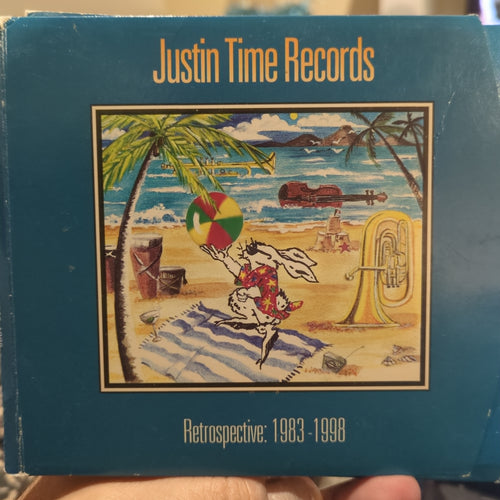 Justin Time Records
Retrospective: 1983-1998